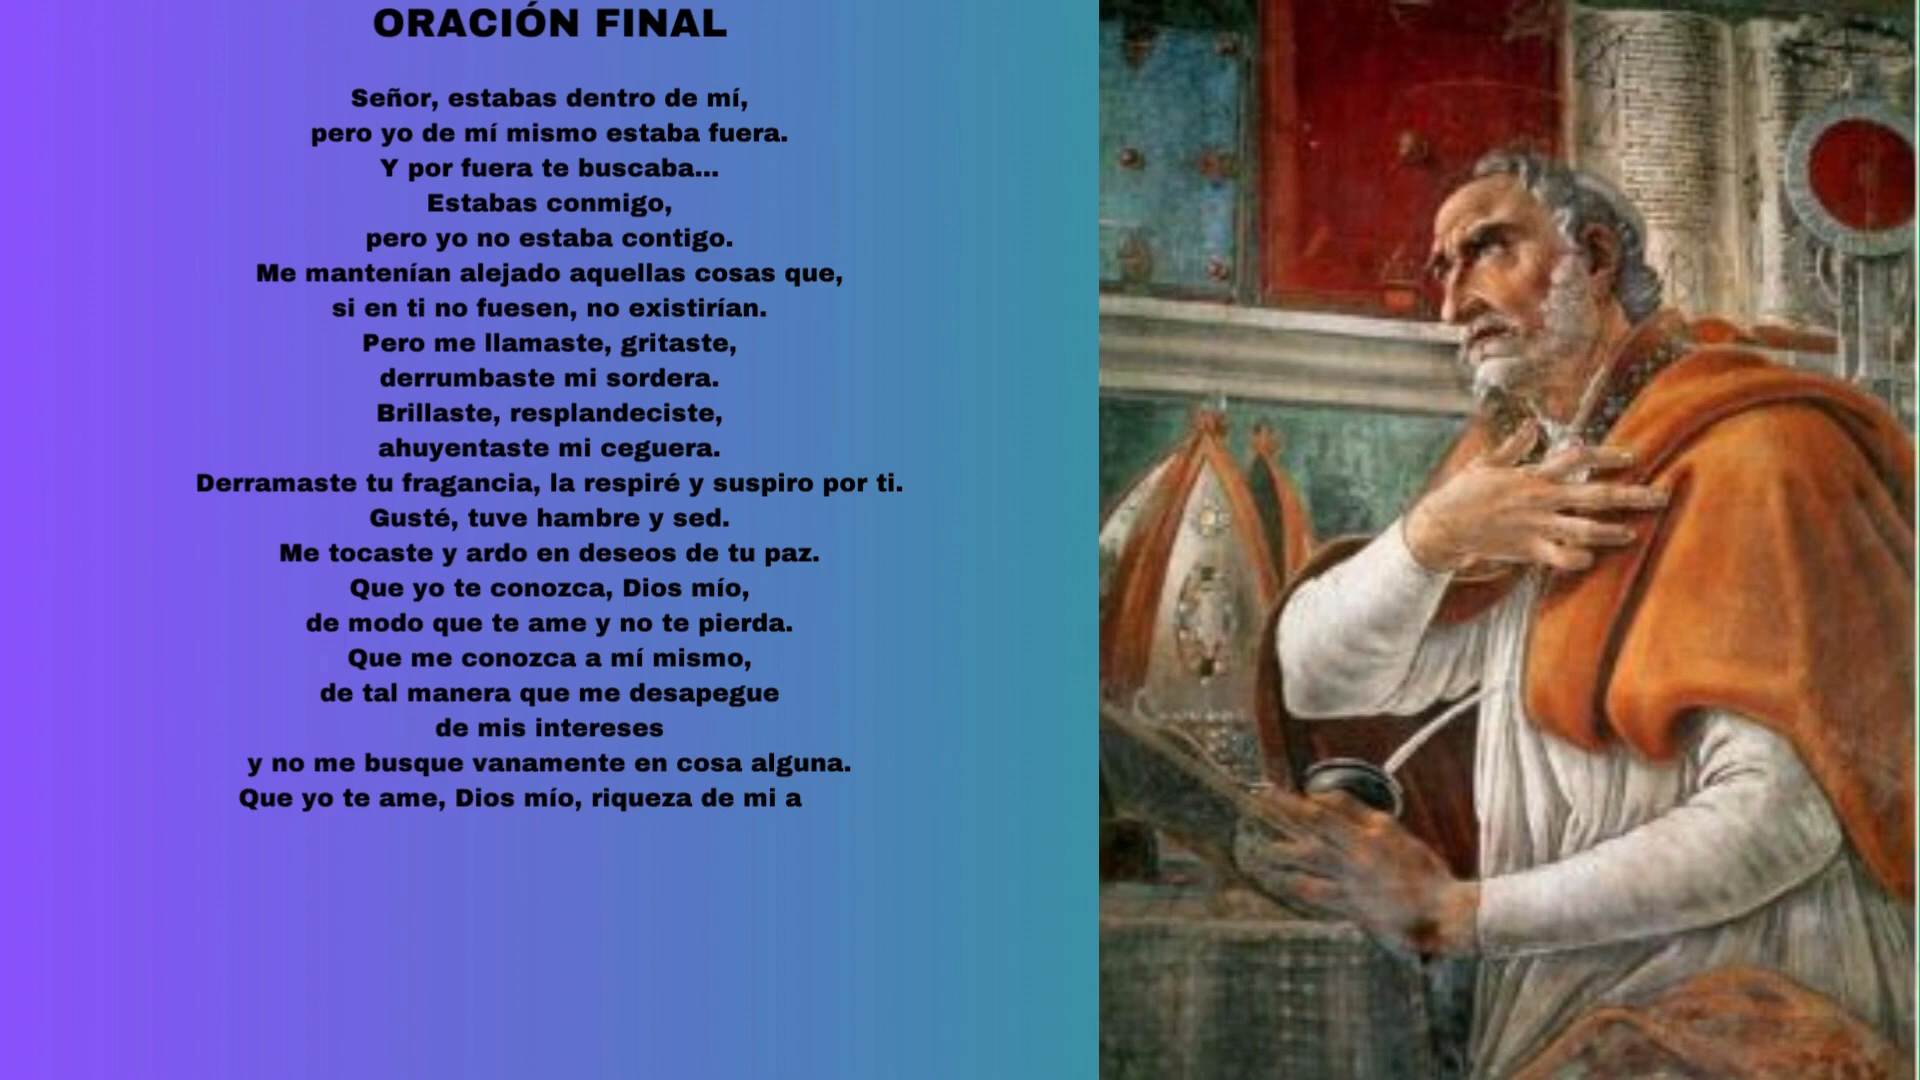 ORACIÓN FINAL
Señor, estabas dentro de mí,
pero yo de mí mismo estaba fuera.
Y por fuera te buscaba...
Estabas conmigo,
pero yo no estaba contigo.
Me mantenían alejado aquellas cosas que,
si en ti no fuesen, no existirían.
Pero me llamaste, gritaste,
derrumbaste mi sordera.
Brillaste, resplandeciste,
ahuyentaste mi ceguera.
Derramaste tu fragancia, la respiré y suspiro por ti.
Gusté, tuve hambre y sed.
Me tocaste y ardo en deseos de tu paz.
Que yo te conozca, Dios mío,
de modo que te ame y no te pierda.
Que me conozca a mí mismo,
de tal manera que me desapegue
de mis intereses
y no me busque vanamente en cosa alguna.
Que yo te ame, Dios mío, riqueza de mi a